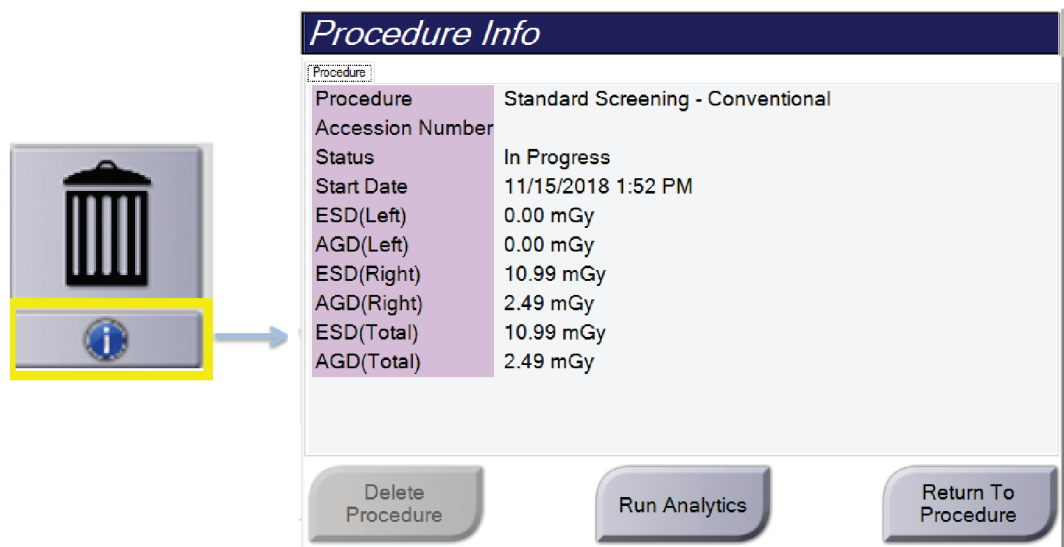 Procedure Info
Procedure
Procedure Standard Screening - Conventional
Accession Number
Status In Progress
Start Date 11/15/2018 1:52 PM
ESD(Left) 0.00 mGy
AGD(Left) 0.00 mGy
ESD(Right) 10.99 mGy
AGD(Right) 2.49 mGy
ESD(Total) 10.99 mGy
AGD(Total) 2.49 mGy
Delete
Procedure
Run Analytics
Return To
Procedure